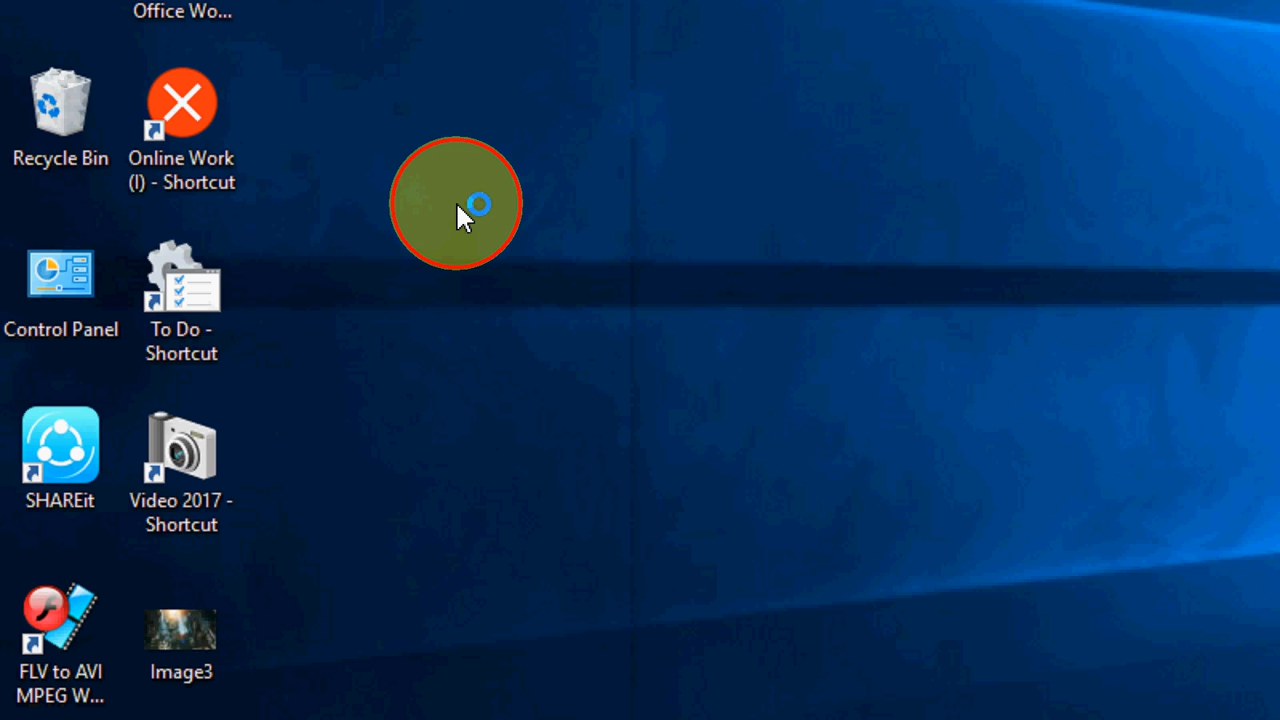 Office Wo...
Recycle Bin
Online Work
(I) - Shortcut
Control Panel
To Do -
Shortcut
SHAREit
Video 2017 -
Shortcut
FLV to AVI
MPEG W...
Image3